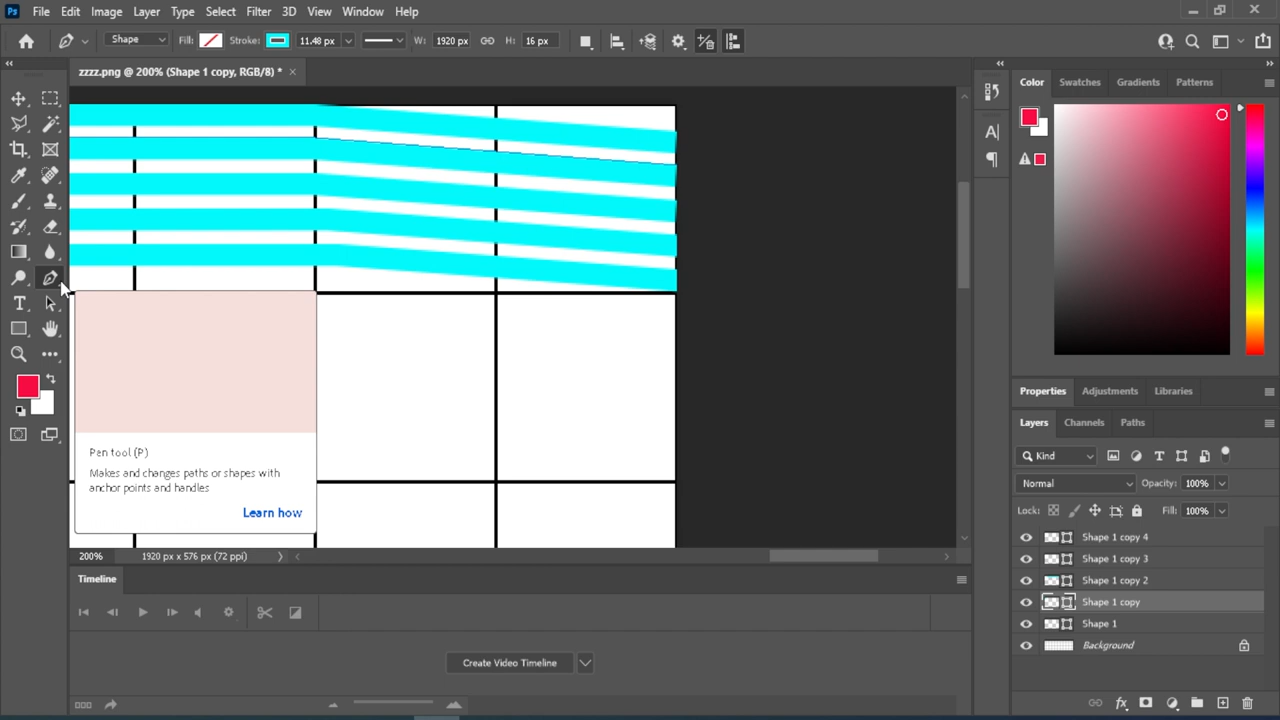 Ps File Edit Image Layer Type Select Filter 3D View Window Help
Shape Fill: Stroke: 11.48 px W: 1920 px H: 16 px
zzzz.png @ 200% (Shape 1 copy, RGB/8) *
Color Swatches Gradients Patterns
Pen tool (P)
Makes and changes paths or shapes with
anchor points and handles
Learn how
200% 1920 px x 576 px (72 ppi)
Timeline
Create Video Timeline
Properties Adjustments Libraries
Layers Channels Paths
Kind
Normal Opacity: 100%
Lock: Fill: 100%
Shape 1 copy 4
Shape 1 copy 3
Shape 1 copy 2
Shape 1 copy
Shape 1
Background